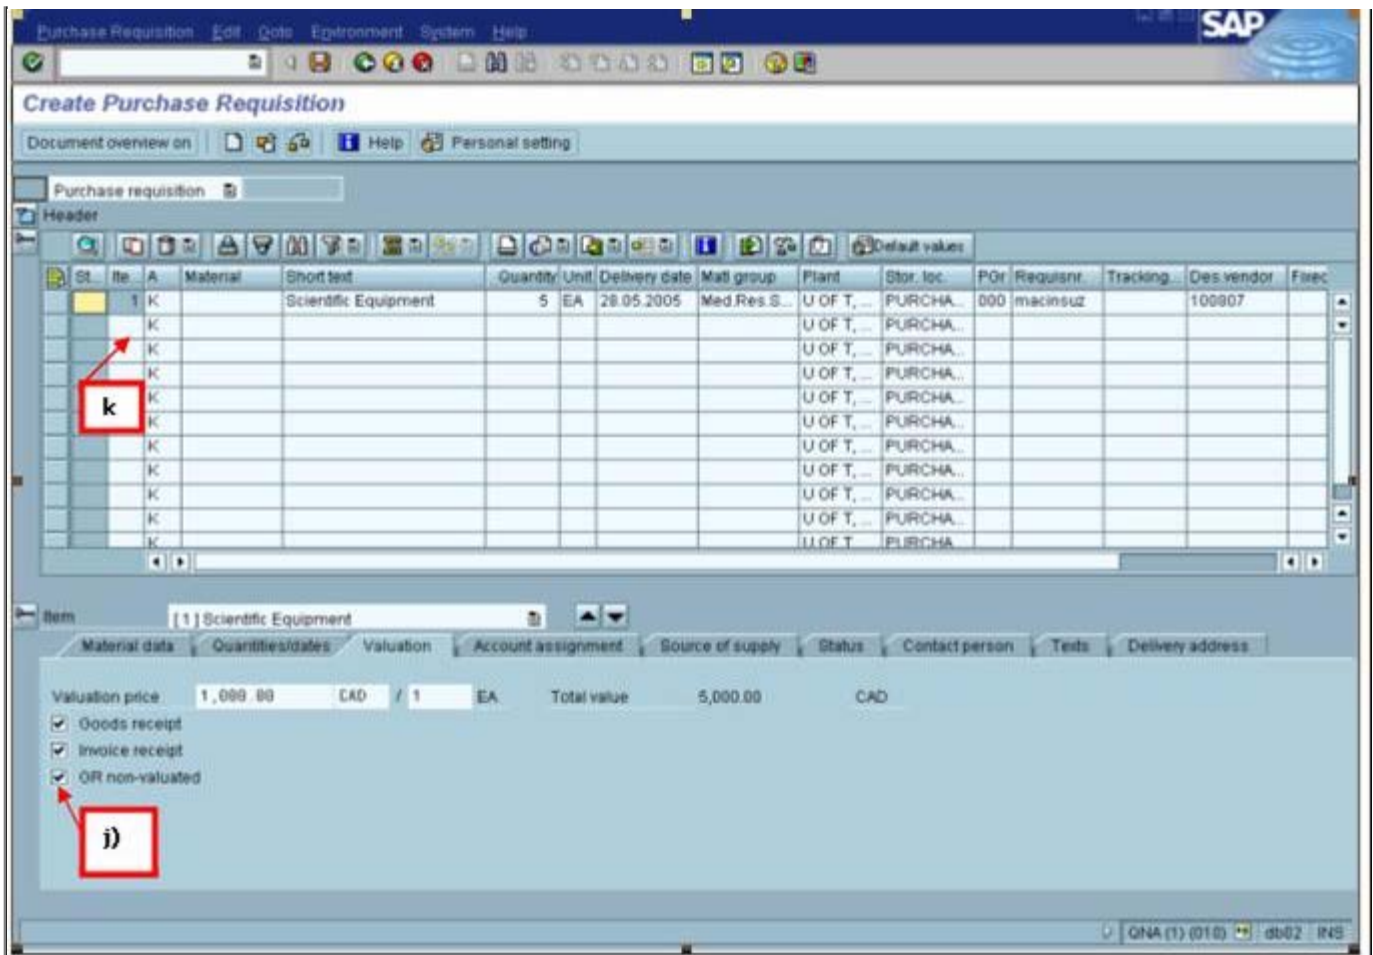 Purchase Requisition Edit Goto Environment System Help
SAP
Create Purchase Requisition
Document overview on Help Personal setting
Purchase requisition
Header
Default values
St... Ite... A Material Short text Quantity Unit Delivery date Matl group Plant Stor. loc. PGr Requisnr. Tracking... Des.vendor Fixed
1 K Scientific Equipment 5 EA 28.05.2005 Med.Res.S... U OF T, ... PURCHA... 000 macinsuz 100807
K U OF T, ... PURCHA...
K U OF T, ... PURCHA...
K U OF T, ... PURCHA...
k K U OF T, ... PURCHA...
K U OF T, ... PURCHA...
K U OF T, ... PURCHA...
K U OF T, ... PURCHA...
K U OF T, ... PURCHA...
K U OF T, ... PURCHA...
K U OF T PURCHA
Item [ 1 ] Scientific Equipment
Material data Quantities/dates Valuation Account assignment Source of supply Status Contact person Texts Delivery address
Valuation price 1,000.00 CAD / 1 EA Total value 5,000.00 CAD
Goods receipt
Invoice receipt
GR non-valuated
j)
QNA (1) (010) db02 INS